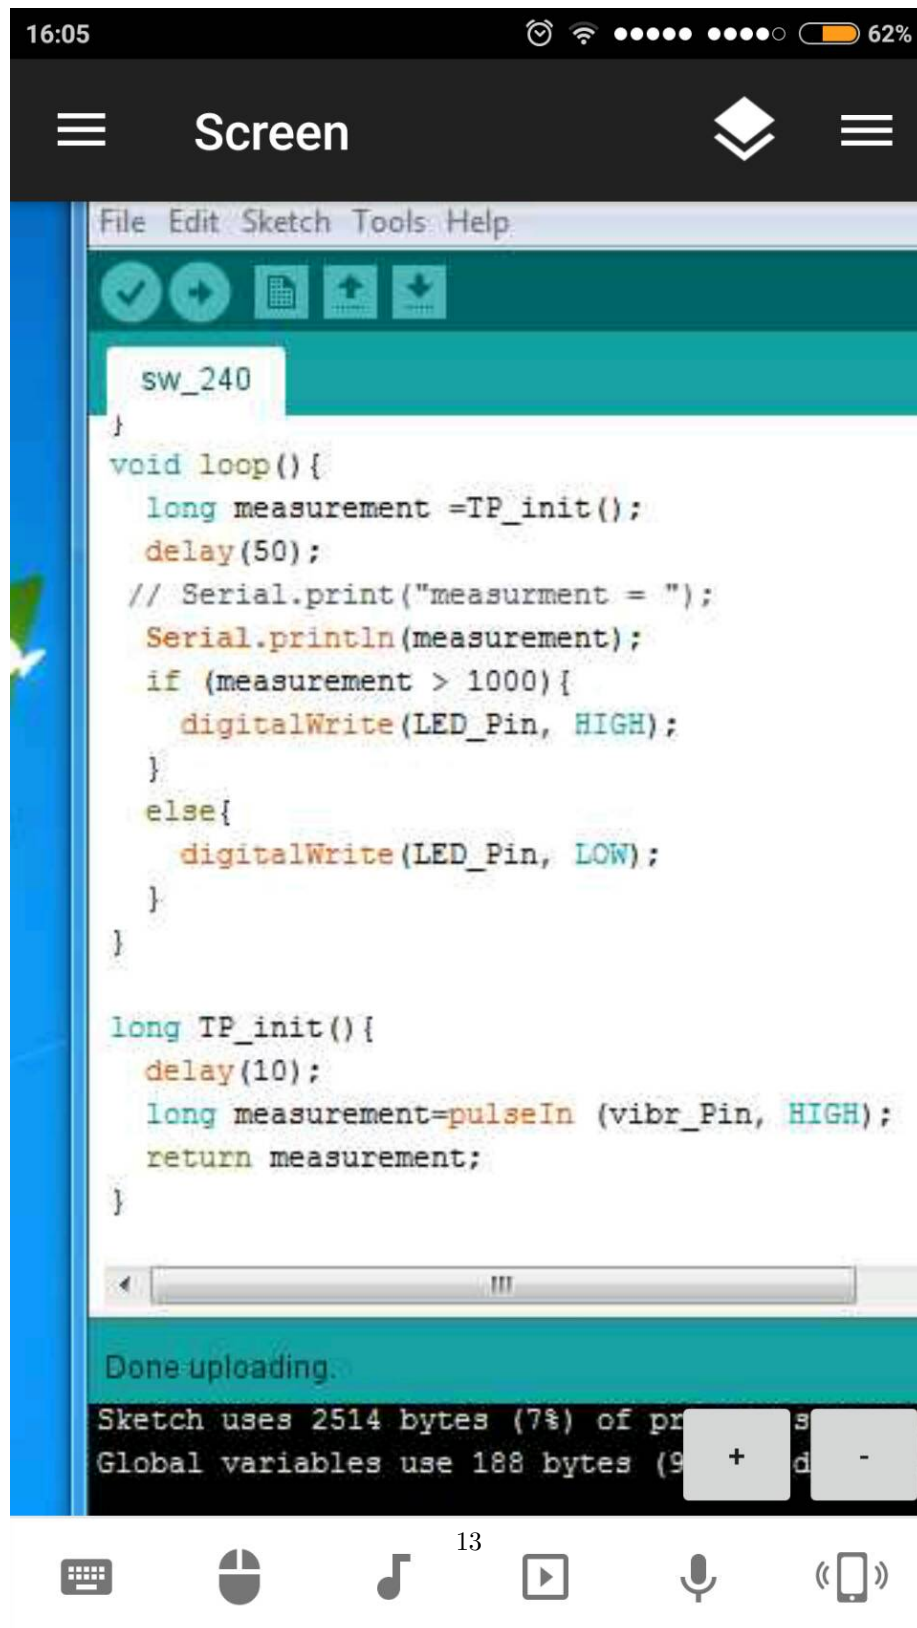 16:05 62%
Screen
File Edit Sketch Tools Help
sw_240
}
void loop(){
long measurement =TP_init();
delay(50);
// Serial.print("measurment = ");
Serial.println(measurement);
if (measurement > 1000){
digitalWrite(LED_Pin, HIGH);
}
else{
digitalWrite(LED_Pin, LOW);
}
}
long TP_init(){
delay(10);
long measurement=pulseIn (vibr_Pin, HIGH);
return measurement;
}
Done uploading.
Sketch uses 2514 bytes (7%) of pr s
Global variables use 188 bytes (9 d
+ -
13